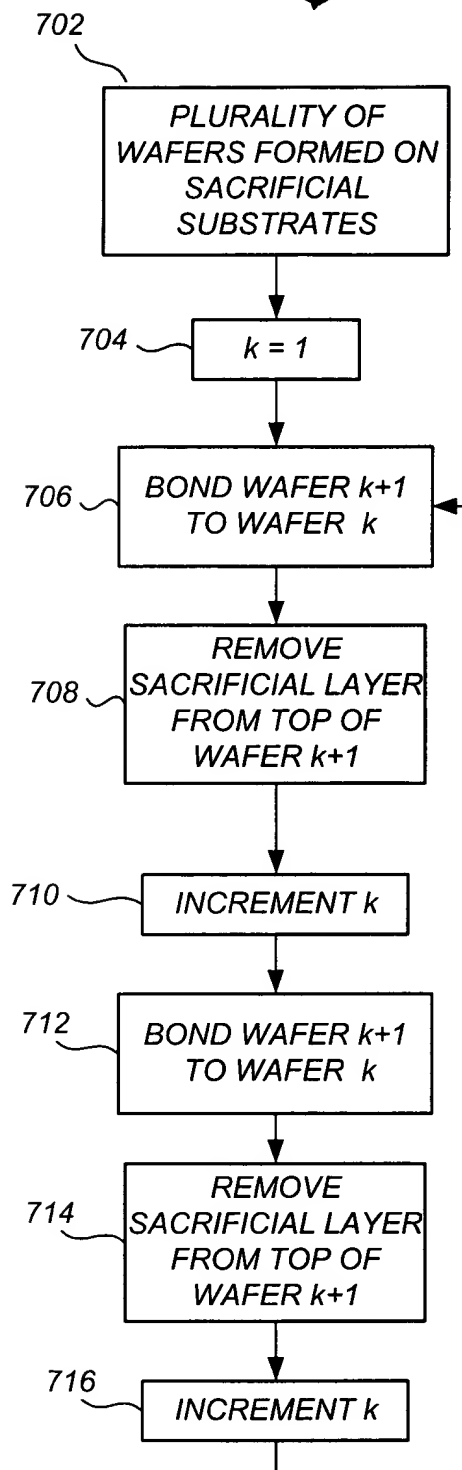 702
PLURALITY OF
WAFERS FORMED ON
SACRIFICIAL
SUBSTRATES
704
k = 1
706
BOND WAFER k+1
TO WAFER k
708
REMOVE
SACRIFICIAL LAYER
FROM TOP OF
WAFER k+1
710
INCREMENT k
712
BOND WAFER k+1
TO WAFER k
714
REMOVE
SACRIFICIAL LAYER
FROM TOP OF
WAFER k+1
716
INCREMENT k